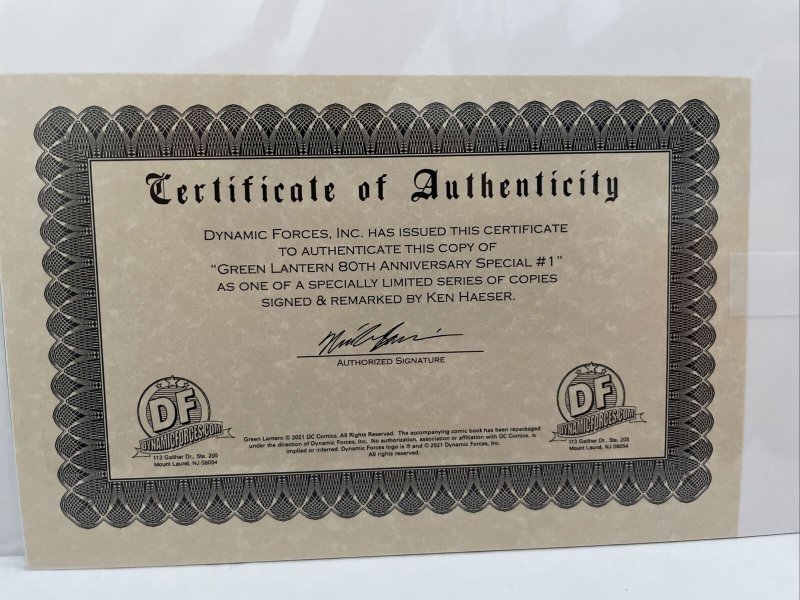 Certificate of Authenticity
DYNAMIC FORCES, INC. HAS ISSUED THIS CERTIFICATE
TO AUTHENTICATE THIS COPY OF
"GREEN LANTERN 80TH ANNIVERSARY SPECIAL #1"
AS ONE OF A SPECIALLY LIMITED SERIES OF COPIES
SIGNED & REMARKED BY KEN HAESER.
AUTHORIZED SIGNATURE
DF
DYNAMICFORCES.COM
113 Gaither Dr., Ste. 205
Mount Laurel, NJ 08054
Green Lantern © 2021 DC Comics. All Rights Reserved. The accompanying comic book has been repackaged
under the direction of Dynamic Forces, Inc. No authorization, association or affiliation with DC Comics. is
implied or inferred. Dynamic Forces logo is ® and © 2021 Dynamic Forces, Inc.
All rights reserved.
DF
DYNAMICFORCES.COM
113 Gaither Dr., Ste. 205
Mount Laurel, NJ 08054